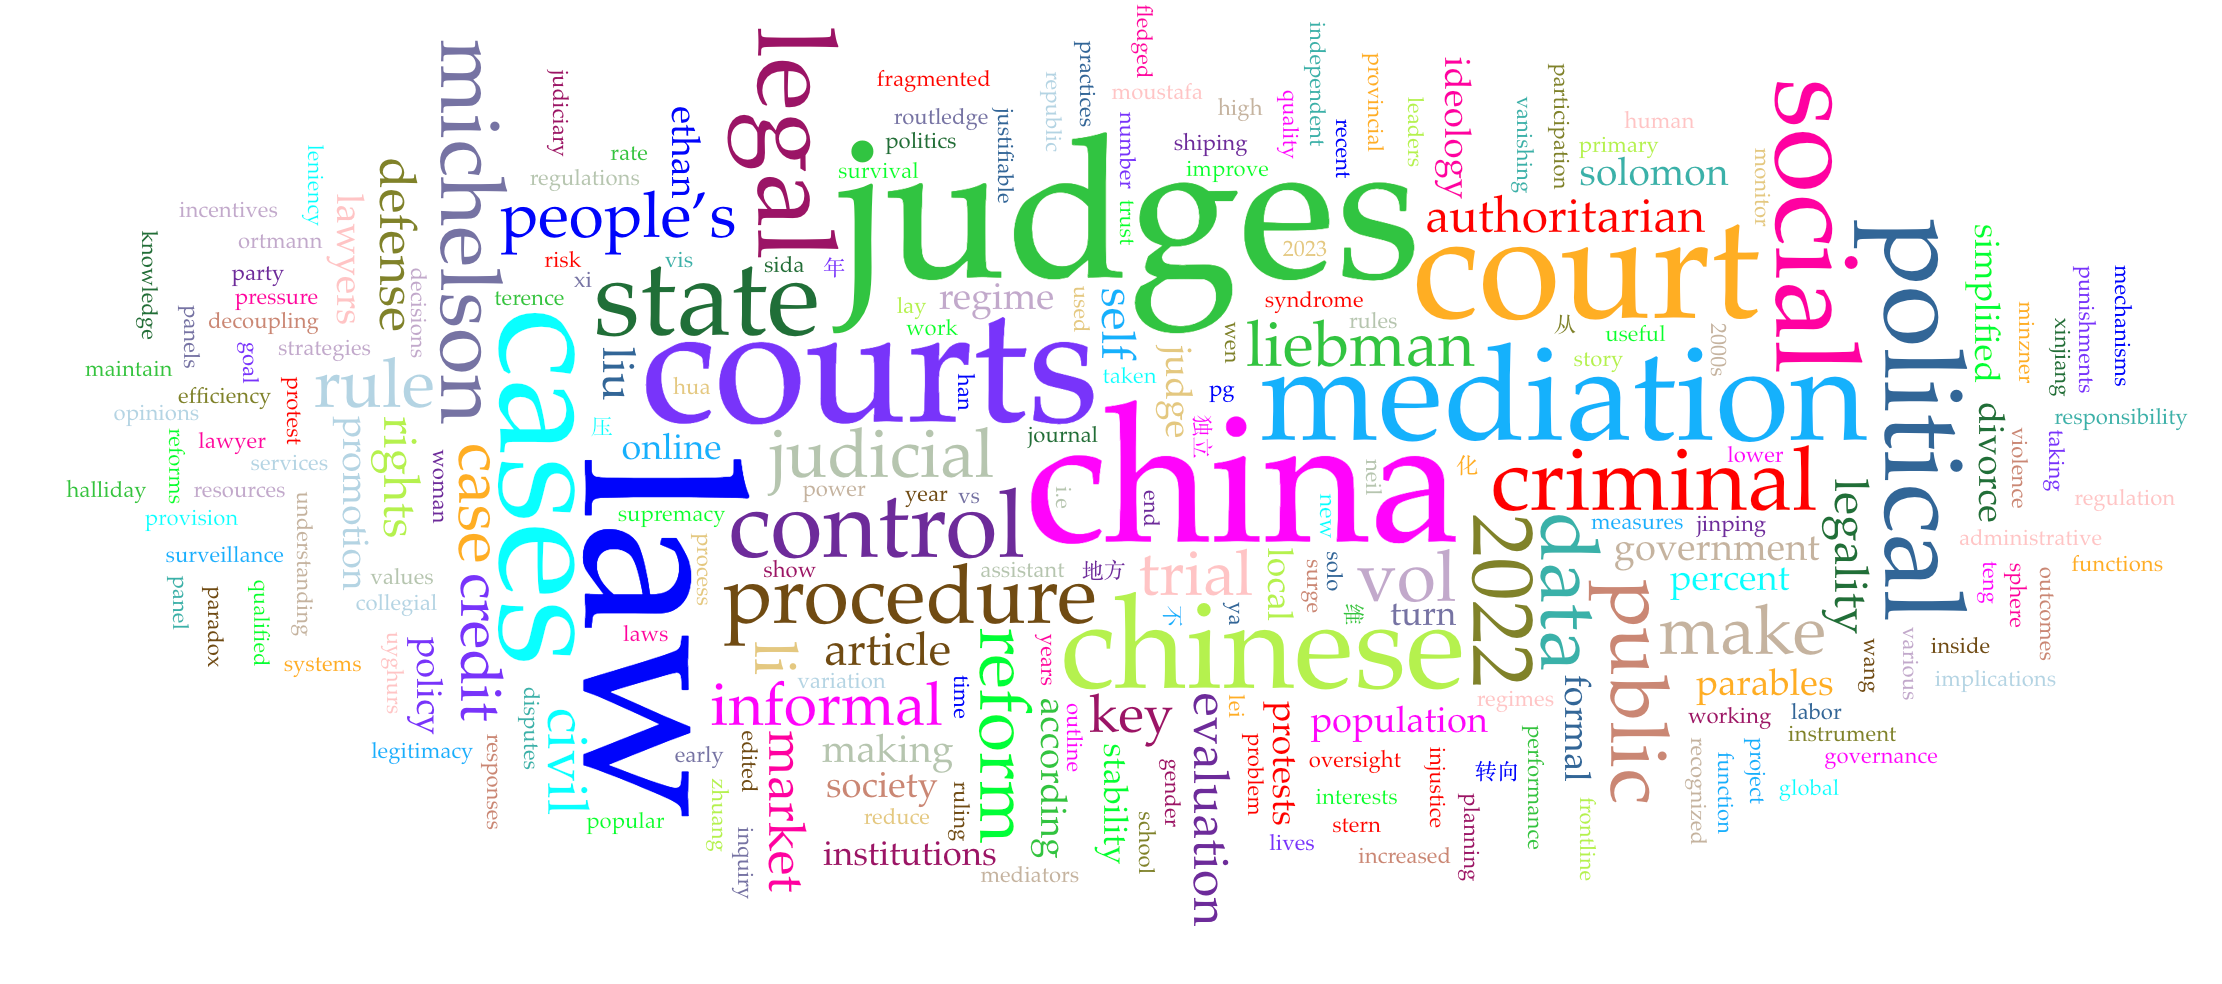 judges
china
law
courts
mediation
court
cases
chinese
political
social
legal
state
control
procedure
criminal
michelson
judicial
2022
public
data
reform
vol
trial
make
informal
people’s
liebman
authoritarian
rule
defense
rights
case
credit
civil
market
key
evaluation
li
article
making
society
institutions
according
stability
protests
population
parables
formal
turn
local
percent
government
legality
divorce
simplified
solomon
ideology
regime
self
judge
liu
online
ethan
lawyers
promotion
policy
judiciary
fragmented
routledge
politics
survival
justifiable
republic
practices
fledged
moustafa
number
trust
high
shiping
improve
quality
independent
recent
provincial
leaders
vanishing
participation
human
primary
monitor
leniency
rate
regulations
incentives
ortmann
knowledge
party
pressure
decoupling
panels
strategies
goal
decisions
maintain
efficiency
opinions
protest
lawyer
reforms
services
halliday
resources
provision
understanding
surveillance
woman
values
collegial
panel
paradox
qualified
systems
uyghurs
legitimacy
responses
disputes
popular
risk
xi
vis
sida
年
terence
lay
work
used
2023
syndrome
rules
wen
从
useful
story
2000s
hua
han
taken
pg
压
journal
独立
neil
化
lower
power
year
vs
i.e
end
new
supremacy
process
show
assistant
地方
surge
solo
measures
jinping
laws
不
ya
维
years
variation
time
outline
lei
regimes
early
edited
zhuang
inquiry
reduce
ruling
mediators
school
gender
problem
oversight
interests
stern
lives
increased
injustice
转向
planning
performance
frontline
working
labor
instrument
recognized
function
project
global
governance
wang
various
inside
implications
teng
sphere
outcomes
functions
administrative
regulation
violence
taking
responsibility
minzner
xinjiang
punishments
mechanisms